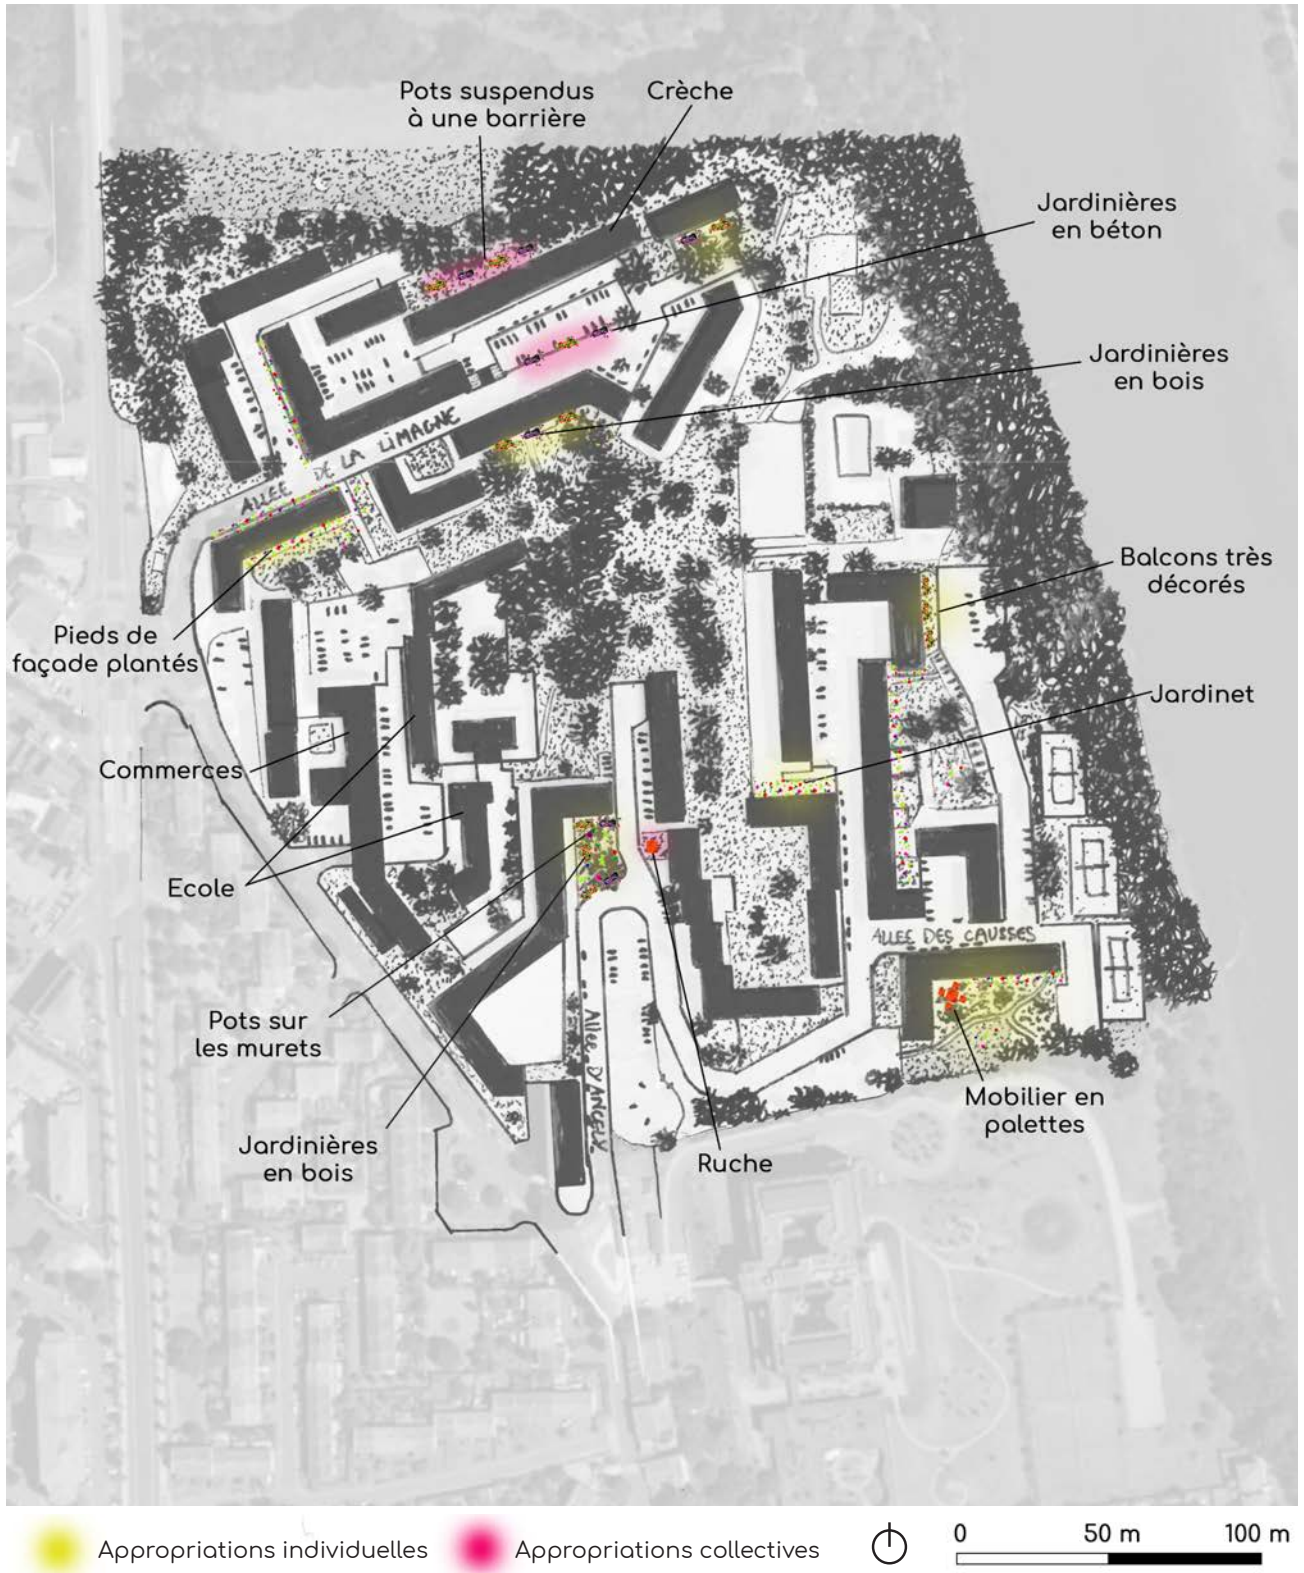 Pots suspendus
à une barrière
Crèche
Jardinières
en béton
Jardinières
en bois
ALLEE DE LA LIMAGNE
Balcons très
décorés
Pieds de
façade plantés
Jardinet
Commerces
Ecole
ALLEE DES CAUSSES
Pots sur
les murets
Allée D'ANGELY
Mobilier en
palettes
Jardinières
en bois
Ruche
Appropriations individuelles
Appropriations collectives
0 50 m 100 m